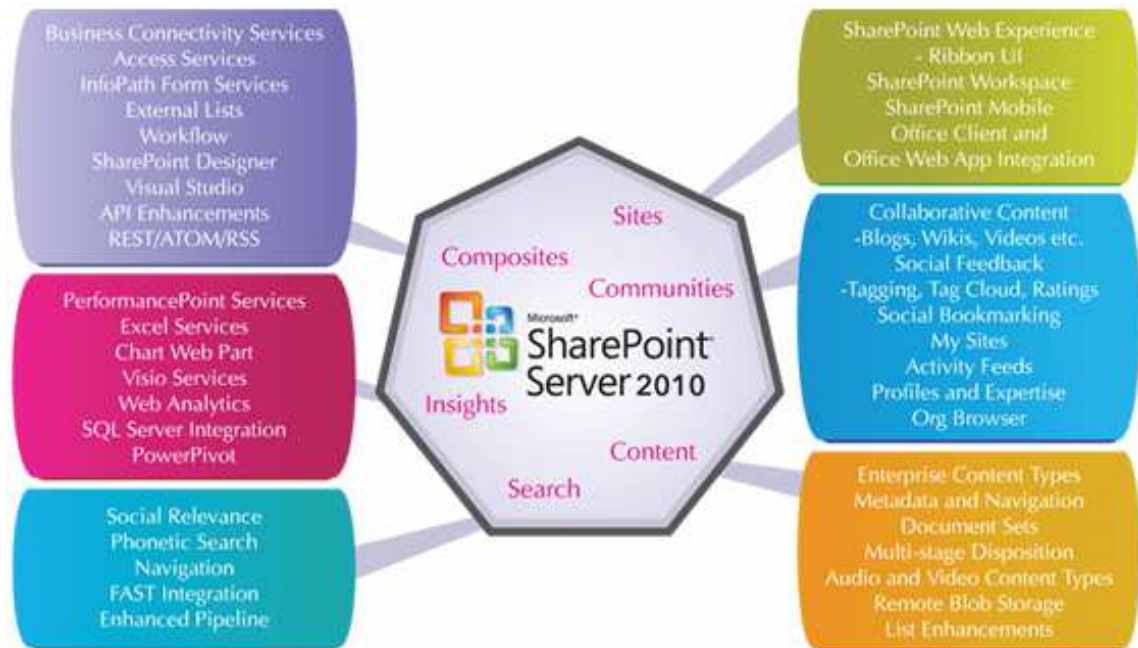 Business Connectivity Services
Access Services
InfoPath Form Services
External Lists
Workflow
SharePoint Designer
Visual Studio
API Enhancements
REST/ATOM/RSS
PerformancePoint Services
Excel Services
Chart Web Part
Visio Services
Web Analytics
SQL Server Integration
PowerPivot
Social Relevance
Phonetic Search
Navigation
FAST Integration
Enhanced Pipeline
Sites
Composites
Communities
Microsoft®
SharePoint
Server 2010
Insights
Content
Search
SharePoint Web Experience
- Ribbon UI
SharePoint Workspace
SharePoint Mobile
Office Client and
Office Web App Integration
Collaborative Content
-Blogs, Wikis, Videos etc.
Social Feedback
-Tagging, Tag Cloud, Ratings
Social Bookmarking
My Sites
Activity Feeds
Profiles and Expertise
Org Browser
Enterprise Content Types
Metadata and Navigation
Document Sets
Multi-stage Disposition
Audio and Video Content Types
Remote Blob Storage
List Enhancements